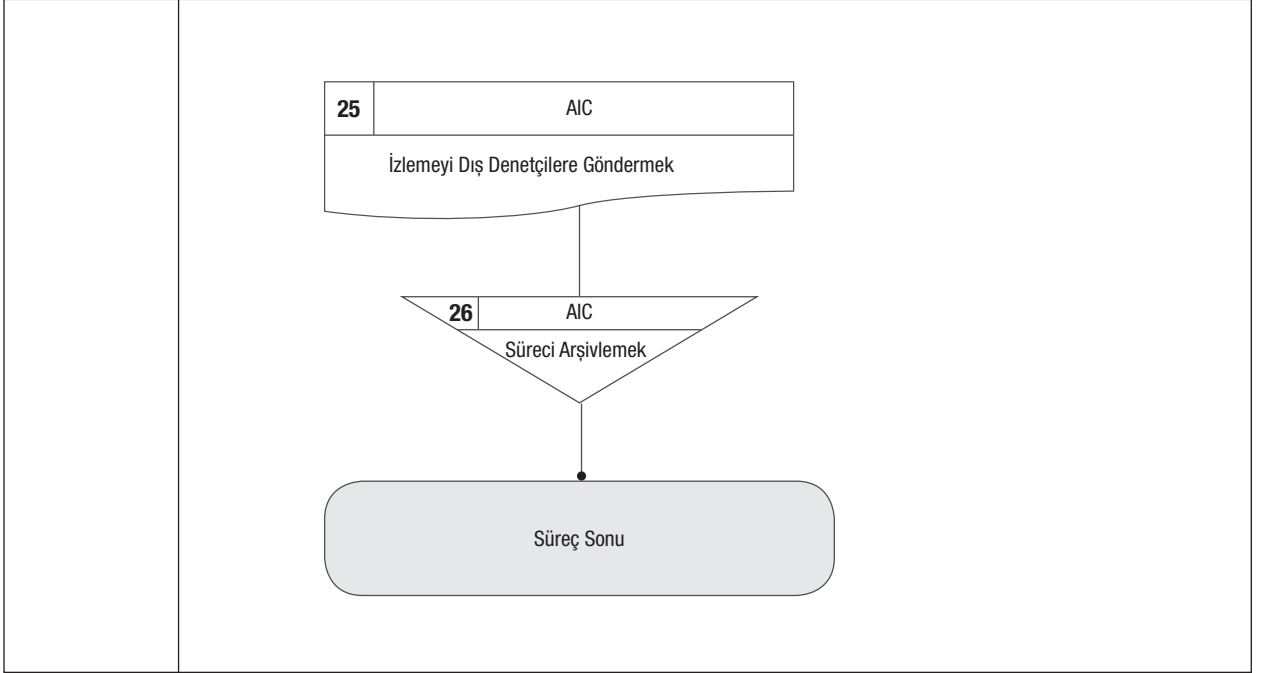 25 AIC
İzlemeyi Dış Denetçilere Göndermek
26 AIC
Süreci Arşivlemek
Süreç Sonu